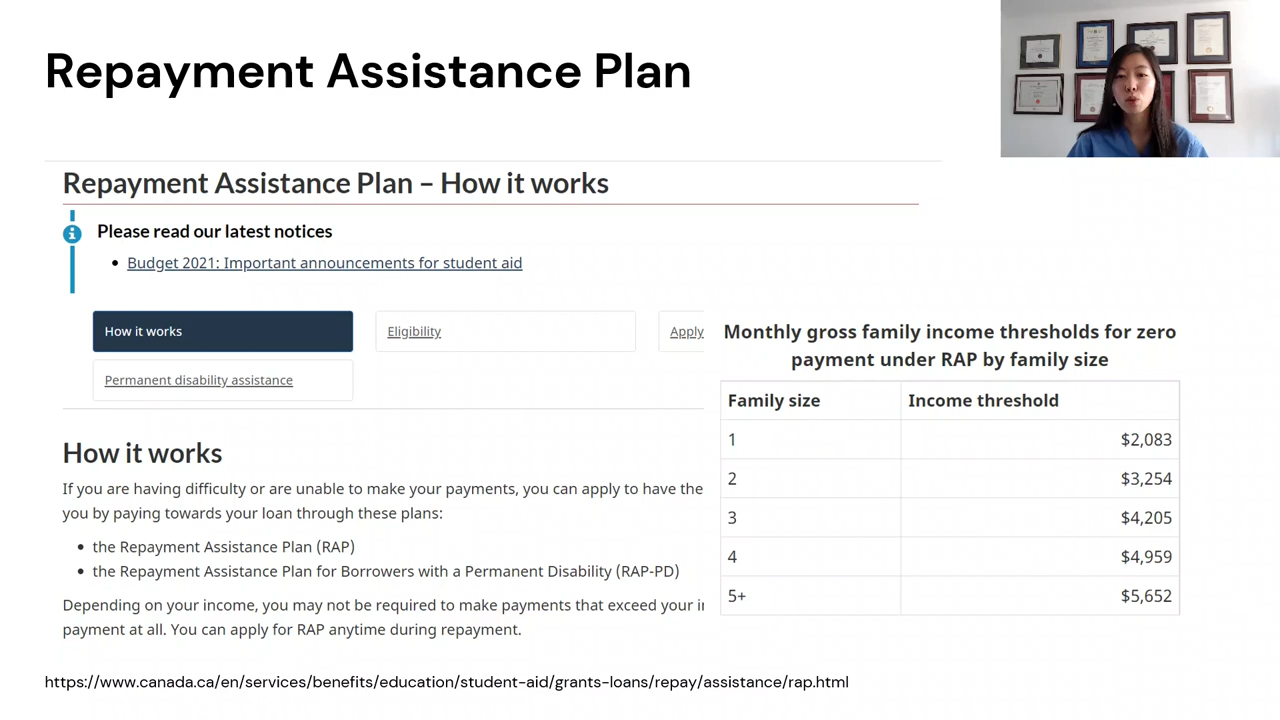 Repayment Assistance Plan
Repayment Assistance Plan – How it works
Please read our latest notices
Budget 2021: Important announcements for student aid
How it works
Eligibility
Apply
Permanent disability assistance
How it works
If you are having difficulty or are unable to make your payments, you can apply to have the
you by paying towards your loan through these plans:
the Repayment Assistance Plan (RAP)
the Repayment Assistance Plan for Borrowers with a Permanent Disability (RAP-PD)
Depending on your income, you may not be required to make payments that exceed your
payment at all. You can apply for RAP anytime during repayment.
Monthly gross family income thresholds for zero
payment under RAP by family size
Family size Income threshold
1 $2,083
2 $3,254
3 $4,205
4 $4,959
5+ $5,652
https://www.canada.ca/en/services/benefits/education/student-aid/grants-loans/repay/assistance/rap.html